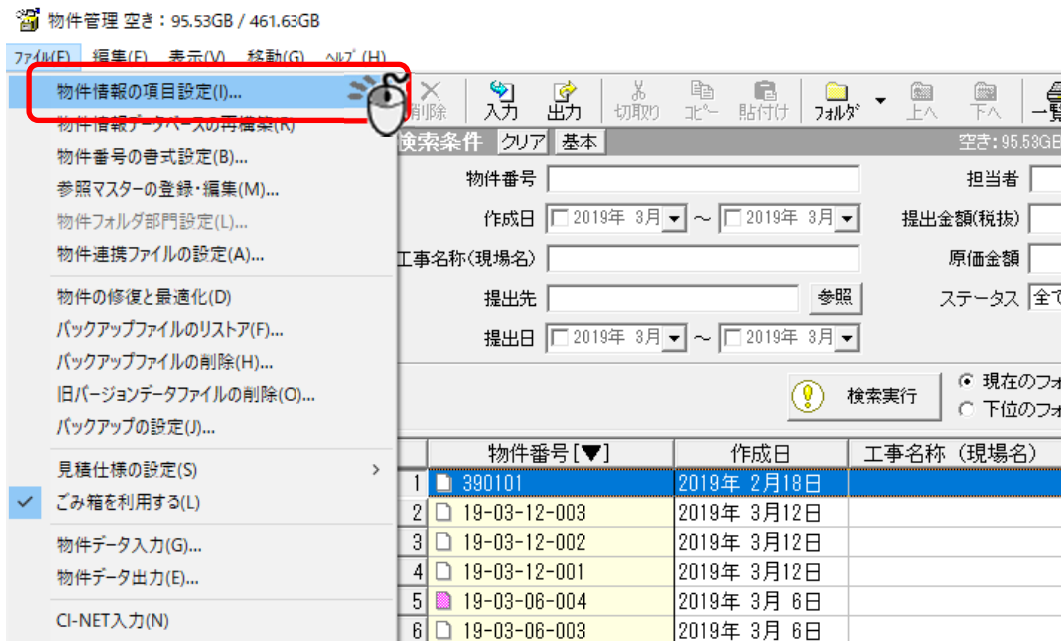 物件管理 空き：95.53GB / 461.63GB
ファイル(F) 編集(E) 表示(V) 移動(G) ヘルプ(H)
物件情報の項目設定(I)...
物件情報データベースの再構築(R)
物件番号の書式設定(B)...
参照マスターの登録・編集(M)...
物件フォルダ部門設定(L)...
物件連携ファイルの設定(A)...
物件の修復と最適化(D)
バックアップファイルのリストア(F)...
バックアップファイルの削除(H)...
旧バージョンデータファイルの削除(O)...
バックアップの設定(J)...
見積仕様の設定(S)
ごみ箱を利用する(L)
物件データ入力(G)...
物件データ出力(E)...
CI-NET入力(N)
削除 入力 出力 切取り コピー 貼付け フォルダ 上へ 下へ 一覧
検索条件 クリア 基本 空き：95.53GB
物件番号 担当者
作成日 2019年 3月 ～ 2019年 3月 提出金額(税抜)
工事名称(現場名) 原価金額
提出先 参照 ステータス 全て
提出日 2019年 3月 ～ 2019年 3月
検索実行 現在のフォ
下位のフォ
物件番号[▼] 作成日 工事名称（現場名）
1 390101 2019年 2月18日
2 19-03-12-003 2019年 3月12日
3 19-03-12-002 2019年 3月12日
4 19-03-12-001 2019年 3月12日
5 19-03-06-004 2019年 3月 6日
6 19-03-06-003 2019年 3月 6日